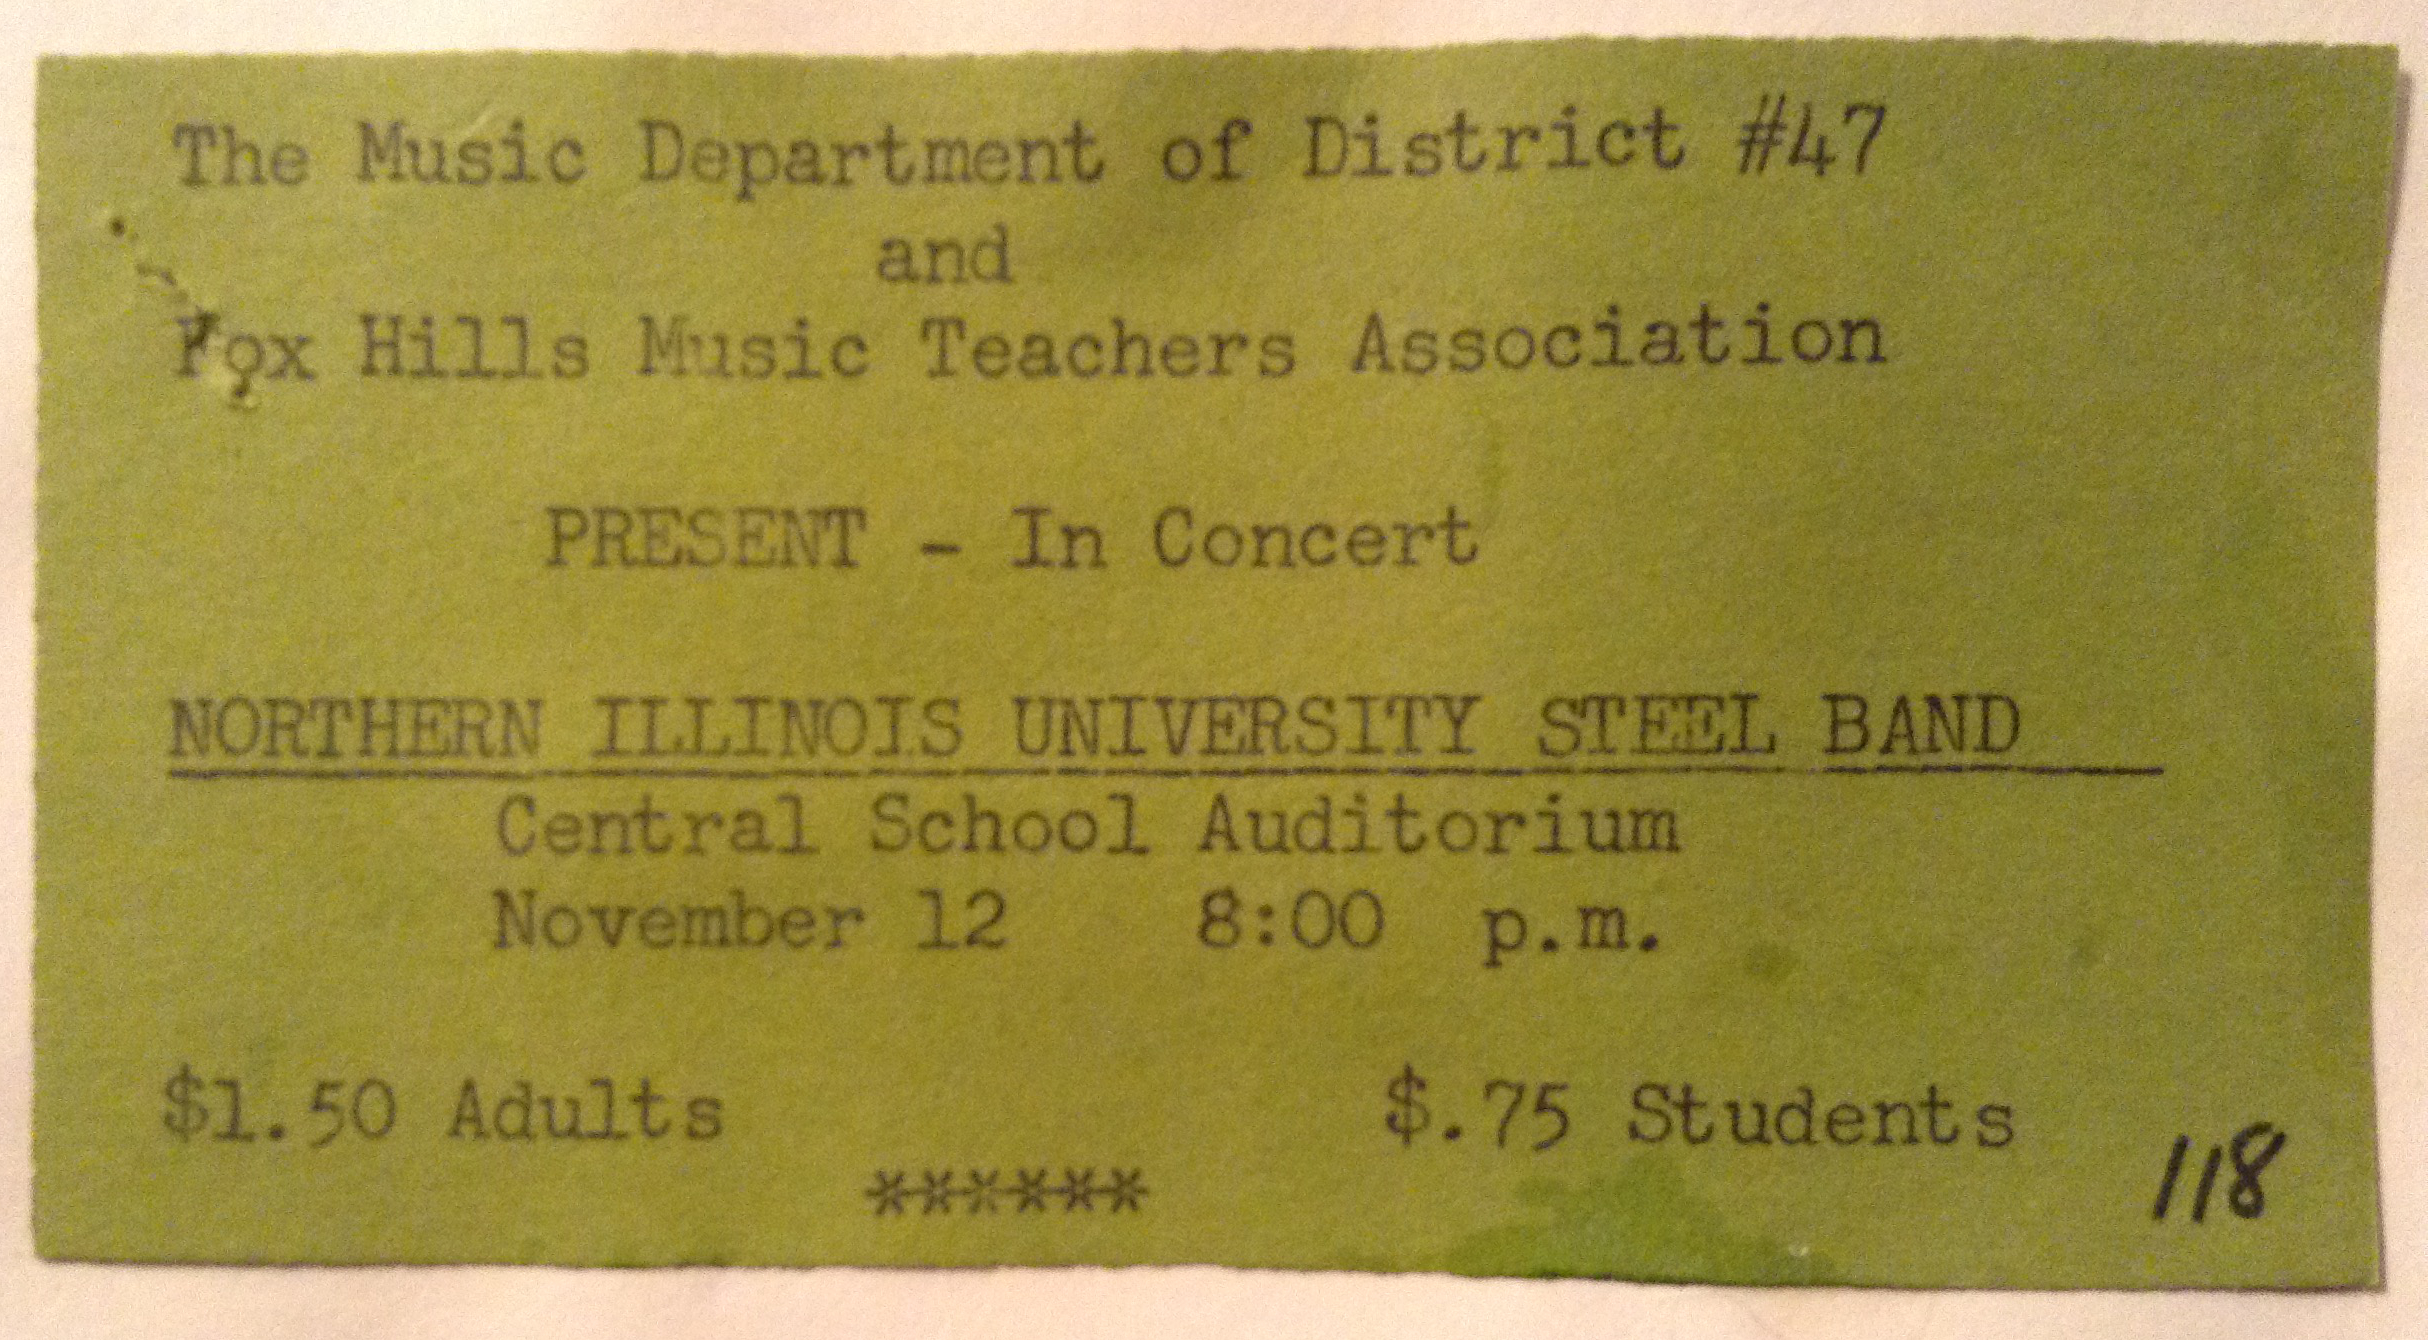 The Music Department of District #47
and
Fox Hills Music Teachers Association
PRESENT - In Concert
NORTHERN ILLINOIS UNIVERSITY STEEL BAND
Central School Auditorium
November 12 8:00 p.m.
$1.50 Adults $.75 Students
118
******